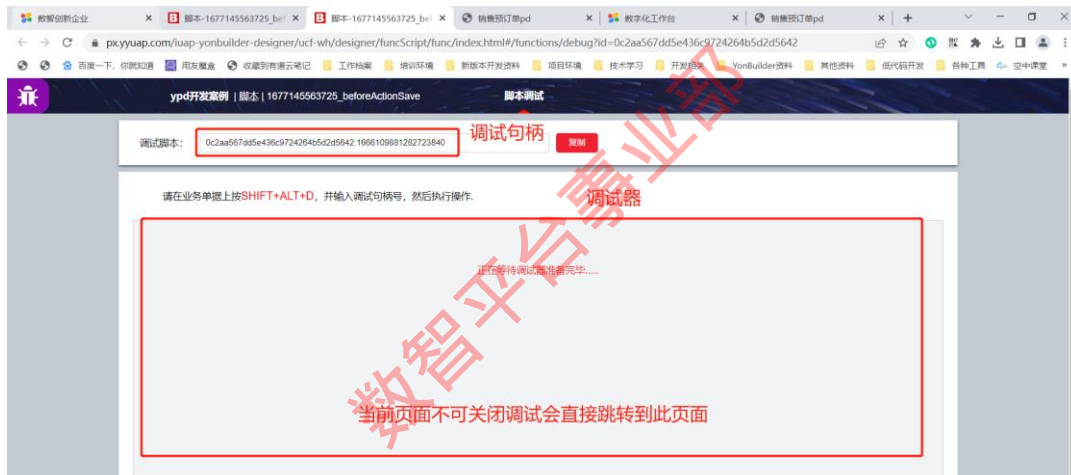 数智创新企业
脚本-1677145563725_bef
脚本-1677145563725_bef
销售预订单pd
数字化工作台
销售预订单pd
px.yyuap.com/iuap-yonbuilder-designer/ucf-wh/designer/funcScript/func/index.html#/functions/debug?id=0c2aa567dd5e436c9724264b5d2d5642
百度一下，你就知道
用友魔盒
收藏到有道云笔记
工作档案
培训环境
新版本开发资料
项目环境
技术学习
开发相关
YonBuilder资料
其他资料
低代码开发
各种工具
空中课堂
ypd开发案例 | 脚本 | 1677145563725_beforeActionSave
脚本调试
调试脚本：
0c2aa567dd5e436c9724264b5d2d5642:1666109881282723840
调试句柄
复制
请在业务单据上按SHIFT+ALT+D，并输入调试句柄号，然后执行操作.
调试器
正在等待调试器准备完毕.....
当前页面不可关闭调试会直接跳转到此页面
数智平台事业部